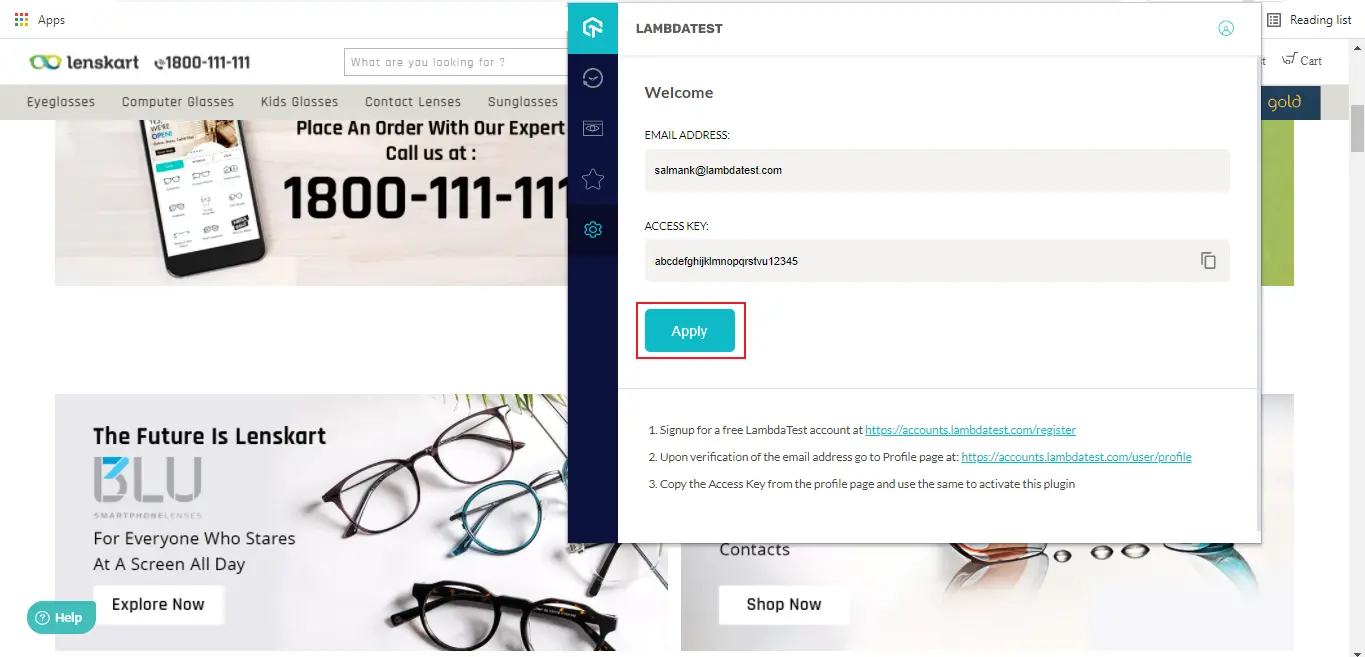 Apps
Reading list
lenskart
1800-111-111
What are you looking for ?
Cart
Eyeglasses
Computer Glasses
Kids Glasses
Contact Lenses
Sunglasses
gold
WE'RE
OPEN!
Place An Order With Our Expert
Call us at :
1800-111-111
LAMBDATEST
Welcome
EMAIL ADDRESS:
salmank@lambdatest.com
ACCESS KEY:
abcdefghijklmnopqrstvu12345
Apply
1. Signup for a free LambdaTest account at https://accounts.lambdatest.com/register
2. Upon verification of the email address go to Profile page at: https://accounts.lambdatest.com/user/profile
3. Copy the Access Key from the profile page and use the same to activate this plugin
The Future Is Lenskart
BLU
SMARTPHONELENSES
For Everyone Who Stares
At A Screen All Day
Explore Now
Contacts
Shop Now
Help